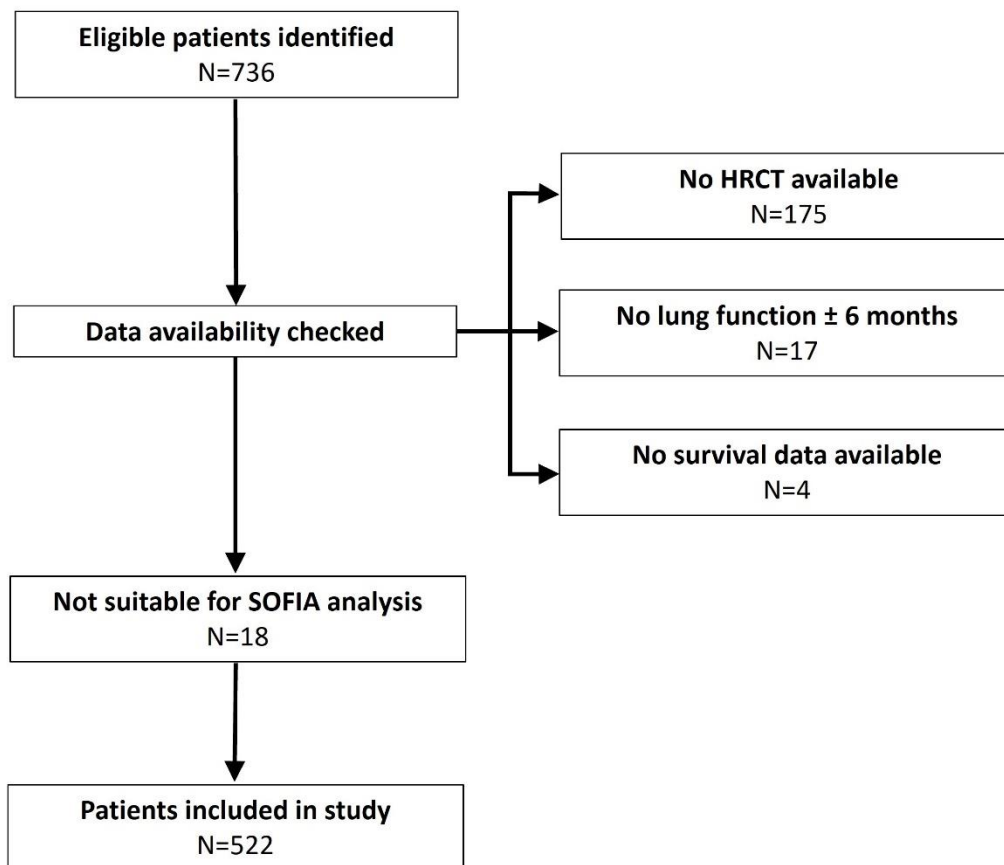 Eligible patients identified
N=736
No HRCT available
N=175
Data availability checked
No lung function ± 6 months
N=17
No survival data available
N=4
Not suitable for SOFIA analysis
N=18
Patients included in study
N=522